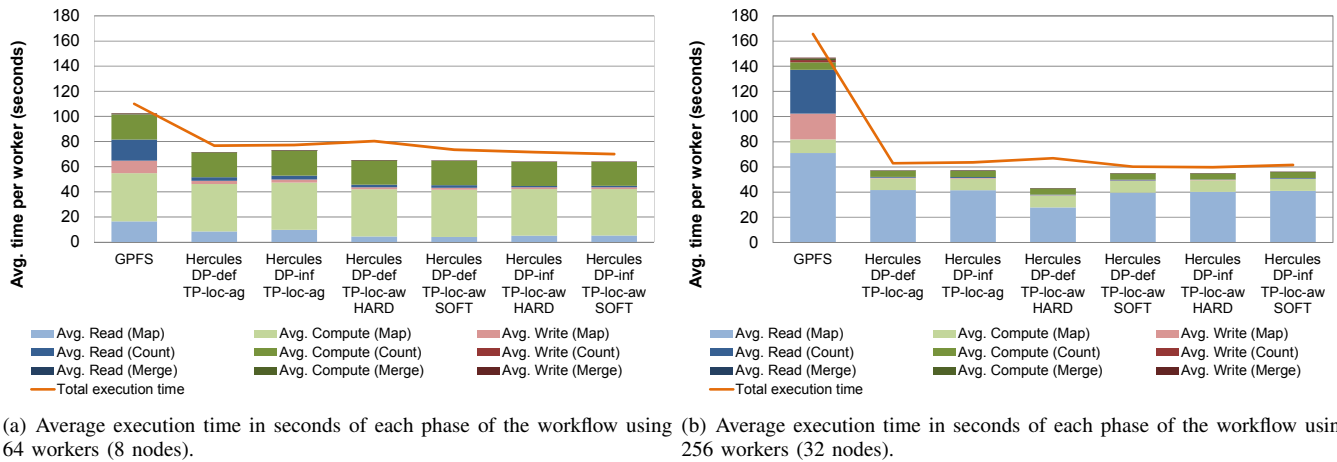 180
160
140
120
100
80
60
40
20
0
Avg. time per worker (seconds)
GPFS
Hercules
DP-def
TP-loc-ag
Hercules
DP-inf
TP-loc-ag
Hercules
DP-def
TP-loc-aw
HARD
Hercules
DP-def
TP-loc-aw
SOFT
Hercules
DP-inf
TP-loc-aw
HARD
Hercules
DP-inf
TP-loc-aw
SOFT
Avg. Read (Map) Avg. Compute (Map) Avg. Write (Map)
Avg. Read (Count) Avg. Compute (Count) Avg. Write (Count)
Avg. Read (Merge) Avg. Compute (Merge) Avg. Write (Merge)
Total execution time
(a) Average execution time in seconds of each phase of the workflow using
64 workers (8 nodes).
180
160
140
120
100
80
60
40
20
0
Avg. time per worker (seconds)
GPFS
Hercules
DP-def
TP-loc-ag
Hercules
DP-inf
TP-loc-ag
Hercules
DP-def
TP-loc-aw
HARD
Hercules
DP-def
TP-loc-aw
SOFT
Hercules
DP-inf
TP-loc-aw
HARD
Hercules
DP-inf
TP-loc-aw
SOFT
Avg. Read (Map) Avg. Compute (Map) Avg. Write (Map)
Avg. Read (Count) Avg. Compute (Count) Avg. Write (Count)
Avg. Read (Merge) Avg. Compute (Merge) Avg. Write (Merge)
Total execution time
(b) Average execution time in seconds of each phase of the workflow usin
256 workers (32 nodes).